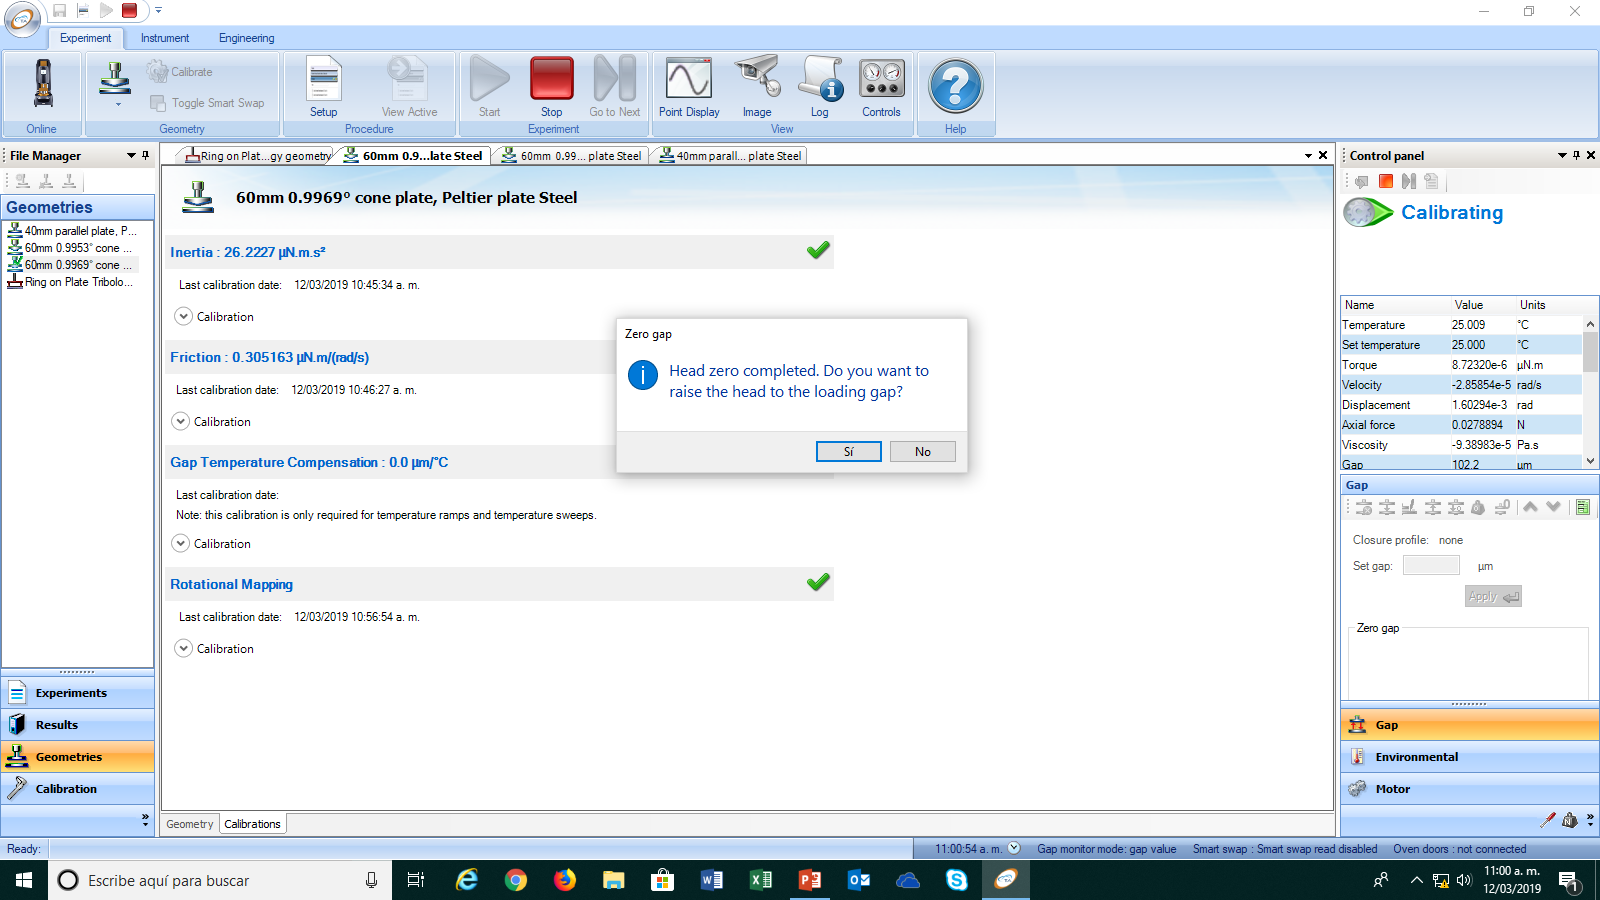 Experiment
Instrument
Engineering
Calibrate
Toggle Smart Swap
Setup
View Active
Start
Stop
Go to Next
Point Display
Image
Log
Controls
Online
Geometry
Procedure
Experiment
View
Help
File Manager
Geometries
40mm parallel plate, P...
60mm 0.9953° cone ...
60mm 0.9969° cone ...
Ring on Plate Tribolo...
Experiments
Results
Geometries
Calibration
Ready:
Ring on Plat...gy geometry
60mm 0.9...late Steel
60mm 0.99... plate Steel
40mm parall... plate Steel
60mm 0.9969° cone plate, Peltier plate Steel
Inertia : 26.2227 µN.m.s²
Last calibration date: 12/03/2019 10:45:34 a. m.
Calibration
Friction : 0.305163 µN.m/(rad/s)
Last calibration date: 12/03/2019 10:46:27 a. m.
Calibration
Gap Temperature Compensation : 0.0 µm/°C
Last calibration date:
Note: this calibration is only required for temperature ramps and temperature sweeps.
Calibration
Rotational Mapping
Last calibration date: 12/03/2019 10:56:54 a. m.
Calibration
Geometry
Calibrations
Zero gap
Head zero completed. Do you want to
raise the head to the loading gap?
Sí
No
Control panel
Calibrating
Name Value Units
Temperature 25.009 °C
Set temperature 25.000 °C
Torque 8.72320e-6 µN.m
Velocity -2.85854e-5 rad/s
Displacement 1.60294e-3 rad
Axial force 0.0278894 N
Viscosity -9.38983e-5 Pa.s
Gap 102.2 µm
Gap
Closure profile: none
Set gap: µm
Apply
Zero gap
Gap
Environmental
Motor
11:00:54 a. m.
Gap monitor mode: gap value
Smart swap : Smart swap read disabled
Oven doors : not connected
Escribe aquí para buscar
11:00 a. m.
12/03/2019
1